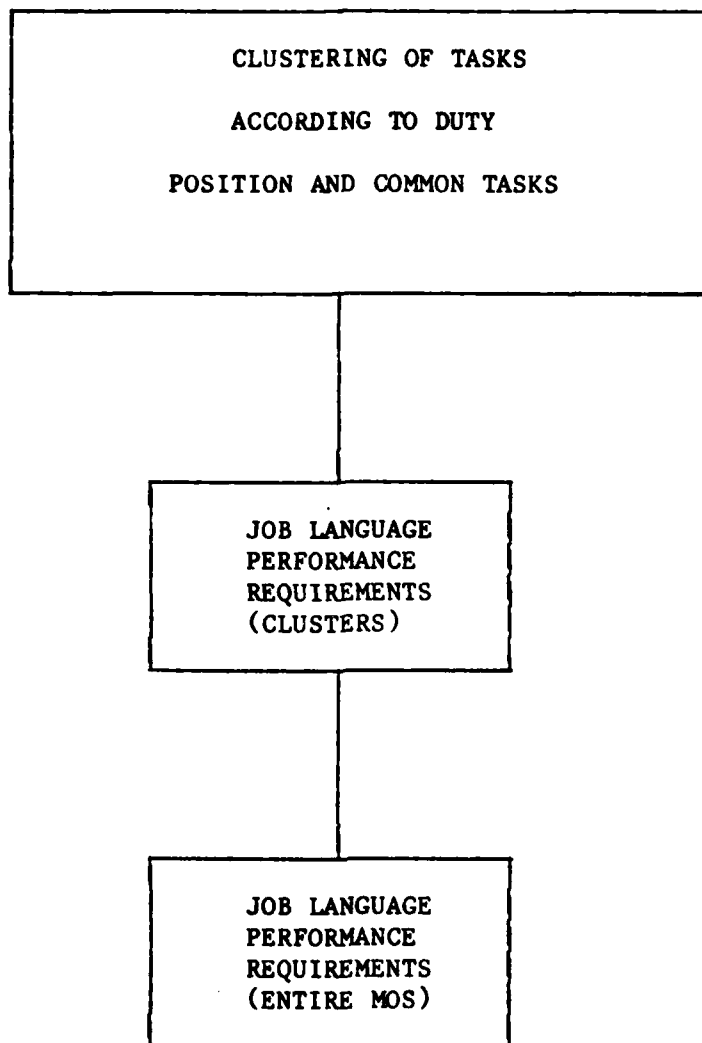 CLUSTERING OF TASKS
ACCORDING TO DUTY
POSITION AND COMMON TASKS
JOB LANGUAGE
PERFORMANCE
REQUIREMENTS
(CLUSTERS)
JOB LANGUAGE
PERFORMANCE
REQUIREMENTS
(ENTIRE MOS)